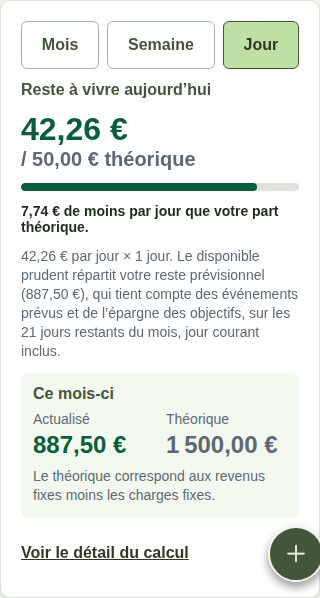 Mois Semaine Jour
Reste à vivre aujourd’hui
42,26 €
/ 50,00 € théorique
7,74 € de moins par jour que votre part
théorique.
42,26 € par jour × 1 jour. Le disponible
prudent répartit votre reste prévisionnel
(887,50 €), qui tient compte des événements
prévus et de l’épargne des objectifs, sur les
21 jours restants du mois, jour courant
inclus.
Ce mois-ci
Actualisé Théorique
887,50 € 1 500,00 €
Le théorique correspond aux revenus
fixes moins les charges fixes.
Voir le détail du calcul